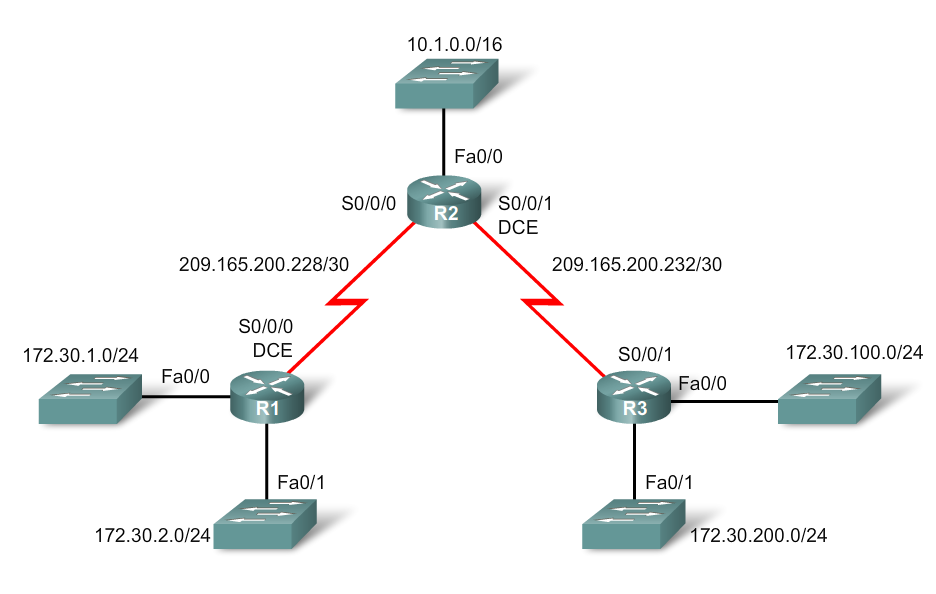 10.1.0.0/16
Fa0/0
S0/0/0
R2
S0/0/1
DCE
209.165.200.228/30
209.165.200.232/30
S0/0/0
DCE
172.30.1.0/24
Fa0/0
R1
Fa0/1
172.30.2.0/24
S0/0/1
172.30.100.0/24
Fa0/0
R3
Fa0/1
172.30.200.0/24